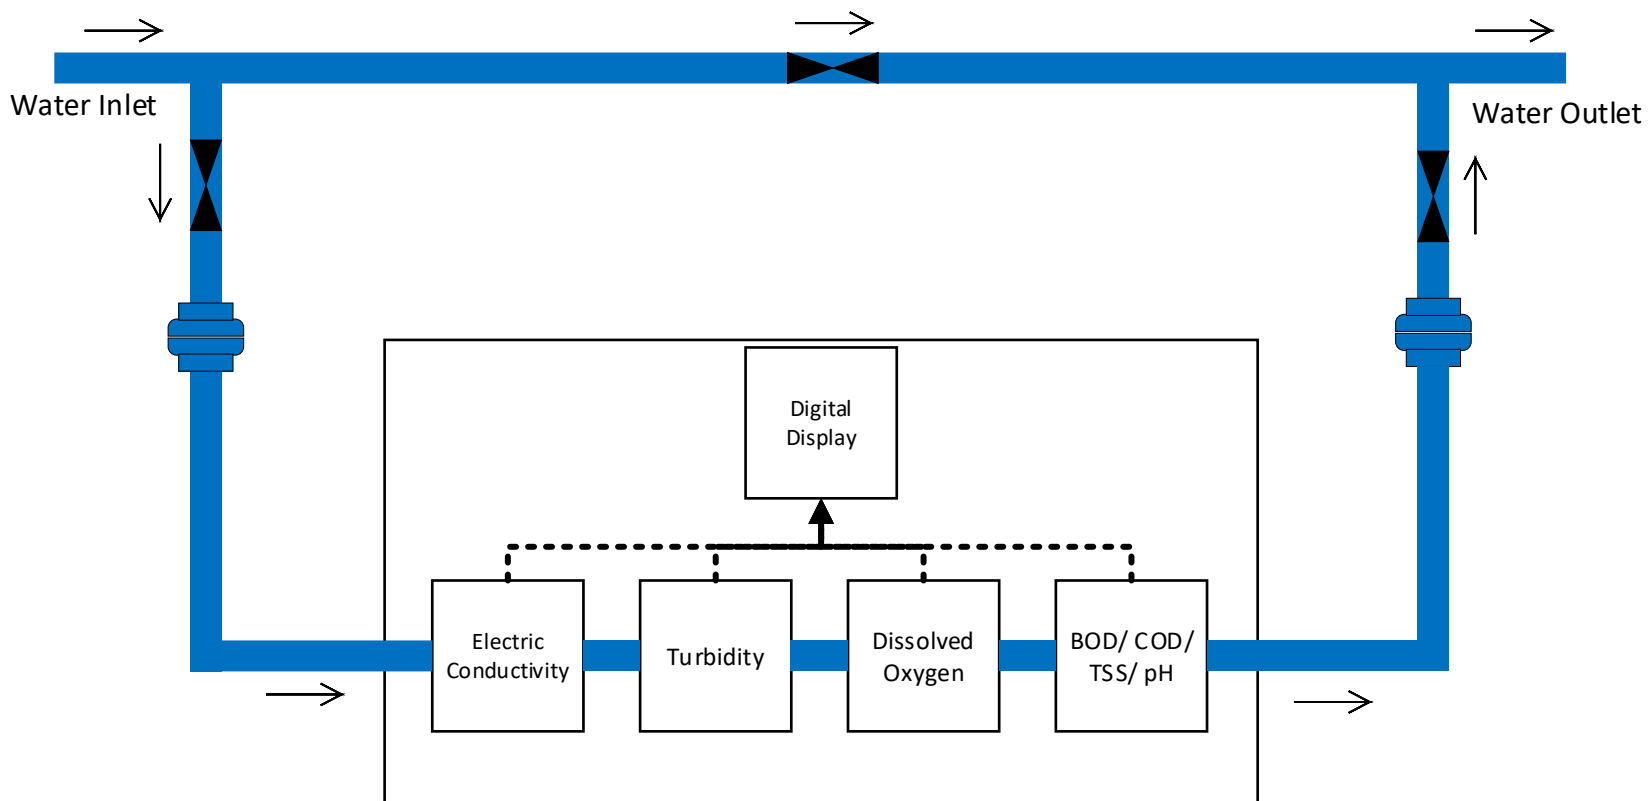 Water Inlet
Water Outlet
Digital
Display
Electric
Conductivity
Turbidity
Dissolved
Oxygen
BOD/ COD/
TSS/ pH